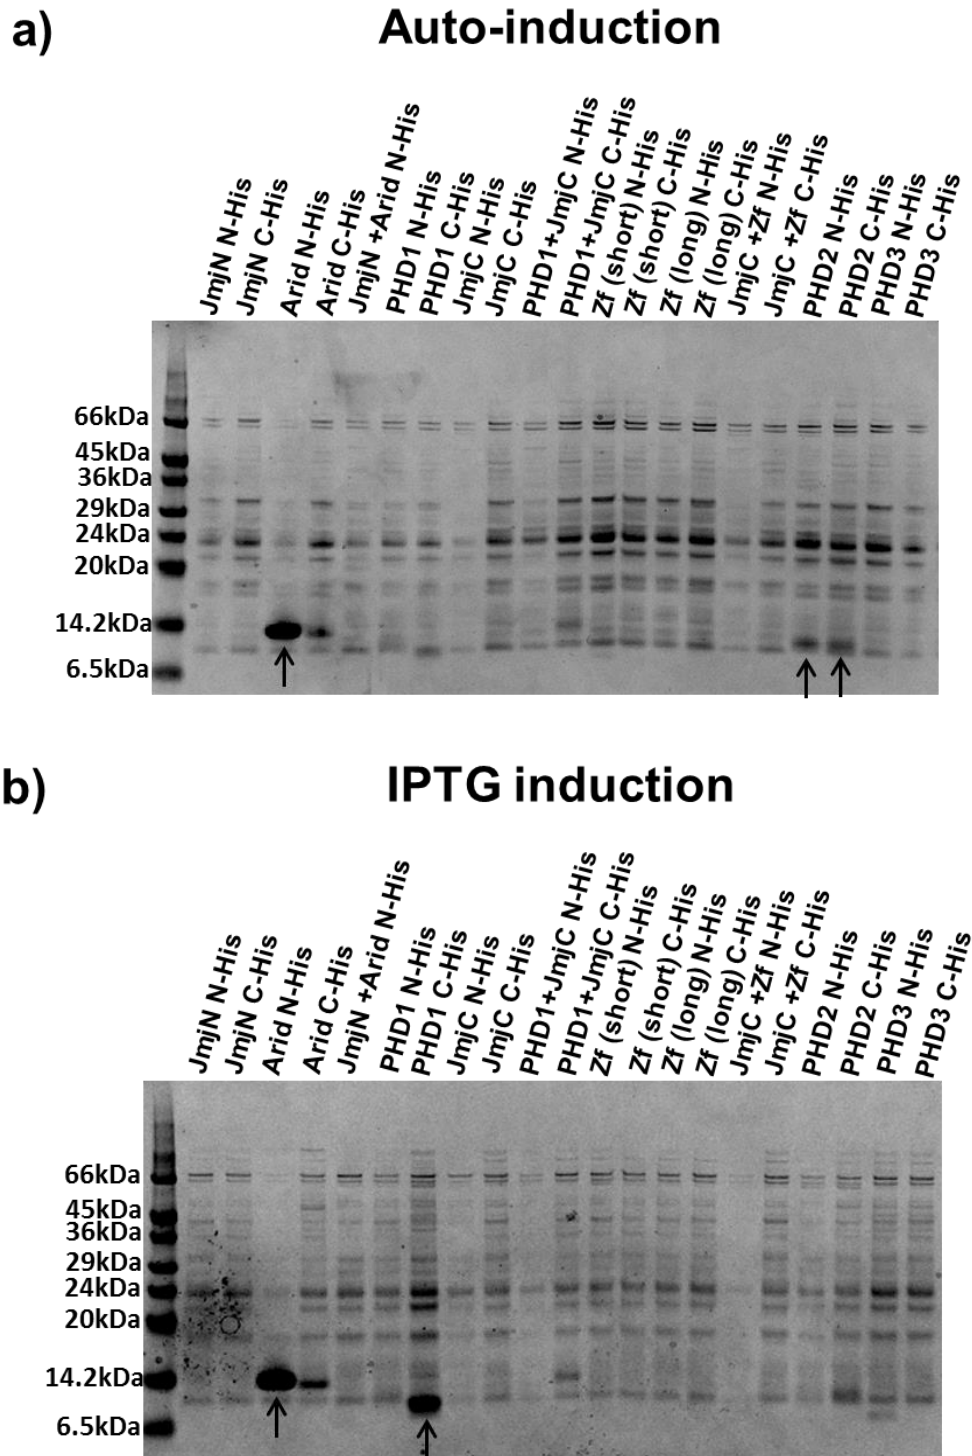 a)
Auto-induction
JmjN N-His
JmjN C-His
Arid N-His
Arid C-His
JmjN +Arid N-His
PHD1 N-His
PHD1 C-His
JmjC N-His
JmjC C-His
PHD1+JmjC N-His
PHD1+JmjC C-His
Zf (short) N-His
Zf (short) C-His
Zf (long) N-His
Zf (long) C-His
JmjC +Zf N-His
JmjC +Zf C-His
PHD2 N-His
PHD2 C-His
PHD3 N-His
PHD3 C-His
66kDa
45kDa
36kDa
29kDa
24kDa
20kDa
14.2kDa
6.5kDa
b)
IPTG induction
JmjN N-His
JmjN C-His
Arid N-His
Arid C-His
JmjN +Arid N-His
PHD1 N-His
PHD1 C-His
JmjC N-His
JmjC C-His
PHD1+JmjC N-His
PHD1+JmjC C-His
Zf (short) N-His
Zf (short) C-His
Zf (long) N-His
Zf (long) C-His
JmjC +Zf N-His
JmjC +Zf C-His
PHD2 N-His
PHD2 C-His
PHD3 N-His
PHD3 C-His
66kDa
45kDa
36kDa
29kDa
24kDa
20kDa
14.2kDa
6.5kDa